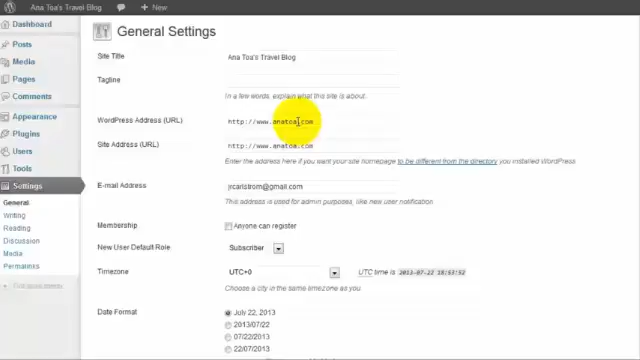 Ana Toa's Travel Blog
+ New
Dashboard
Posts
Media
Pages
Comments
Appearance
Plugins
Users
Tools
Settings
General
Writing
Reading
Discussion
Media
Permalinks
General Settings
Site Title
Ana Toa's Travel Blog
Tagline
In a few words, explain what this site is about.
WordPress Address (URL)
http://www.anatoa.com
Site Address (URL)
http://www.anatoa.com
Enter the address here if you want your site homepage to be different from the directory you installed WordPress
E-mail Address
jrcarlstrom@gmail.com
This address is used for admin purposes, like new user notification
Membership
Anyone can register
New User Default Role
Subscriber
Timezone
UTC+0
UTC time is 2013-07-22 18:53:52
Choose a city in the same timezone as you
Date Format
July 22, 2013
2013/07/22
07/22/2013
22/07/2013